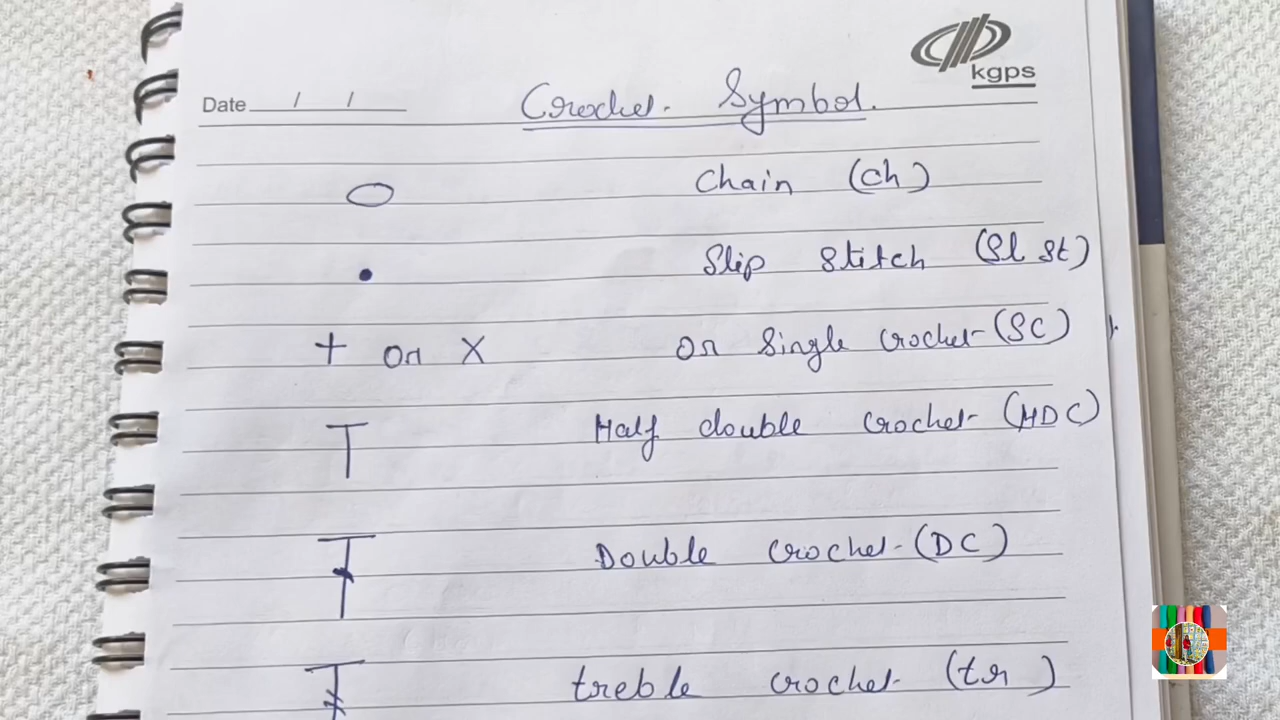 kgps
Date / /
Crochet Symbol.
Chain (Ch)
Slip Stitch (Sl St)
+ or X or Single crochet (SC)
T Half double crochet (HDC)
Double crochet (DC)
treble crochet (tr)